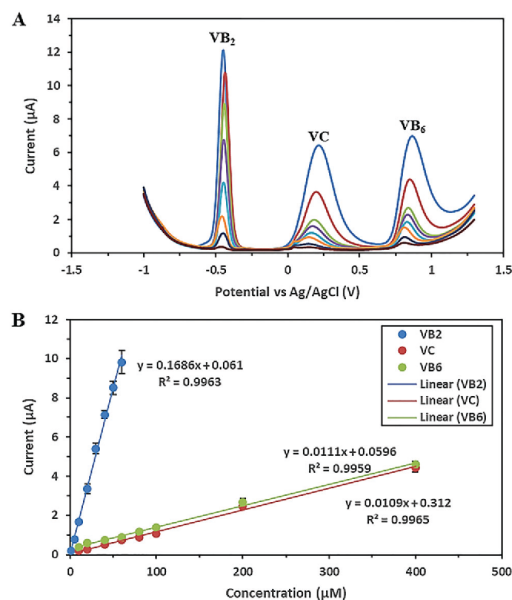 A
14
12
10
8
6
4
2
0
Current (µA)
VB2
VC
VB6
-1.5
-1
-0.5
0
0.5
1
1.5
Potential vs Ag/AgCl (V)
B
12
10
8
6
4
2
0
Current (µA)
y = 0.1686x + 0.061
R² = 0.9963
VB2
VC
VB6
Linear (VB2)
Linear (VC)
Linear (VB6)
y = 0.0111x + 0.0596
R² = 0.9959
y = 0.0109x + 0.312
R² = 0.9965
0
100
200
300
400
500
Concentration (µM)